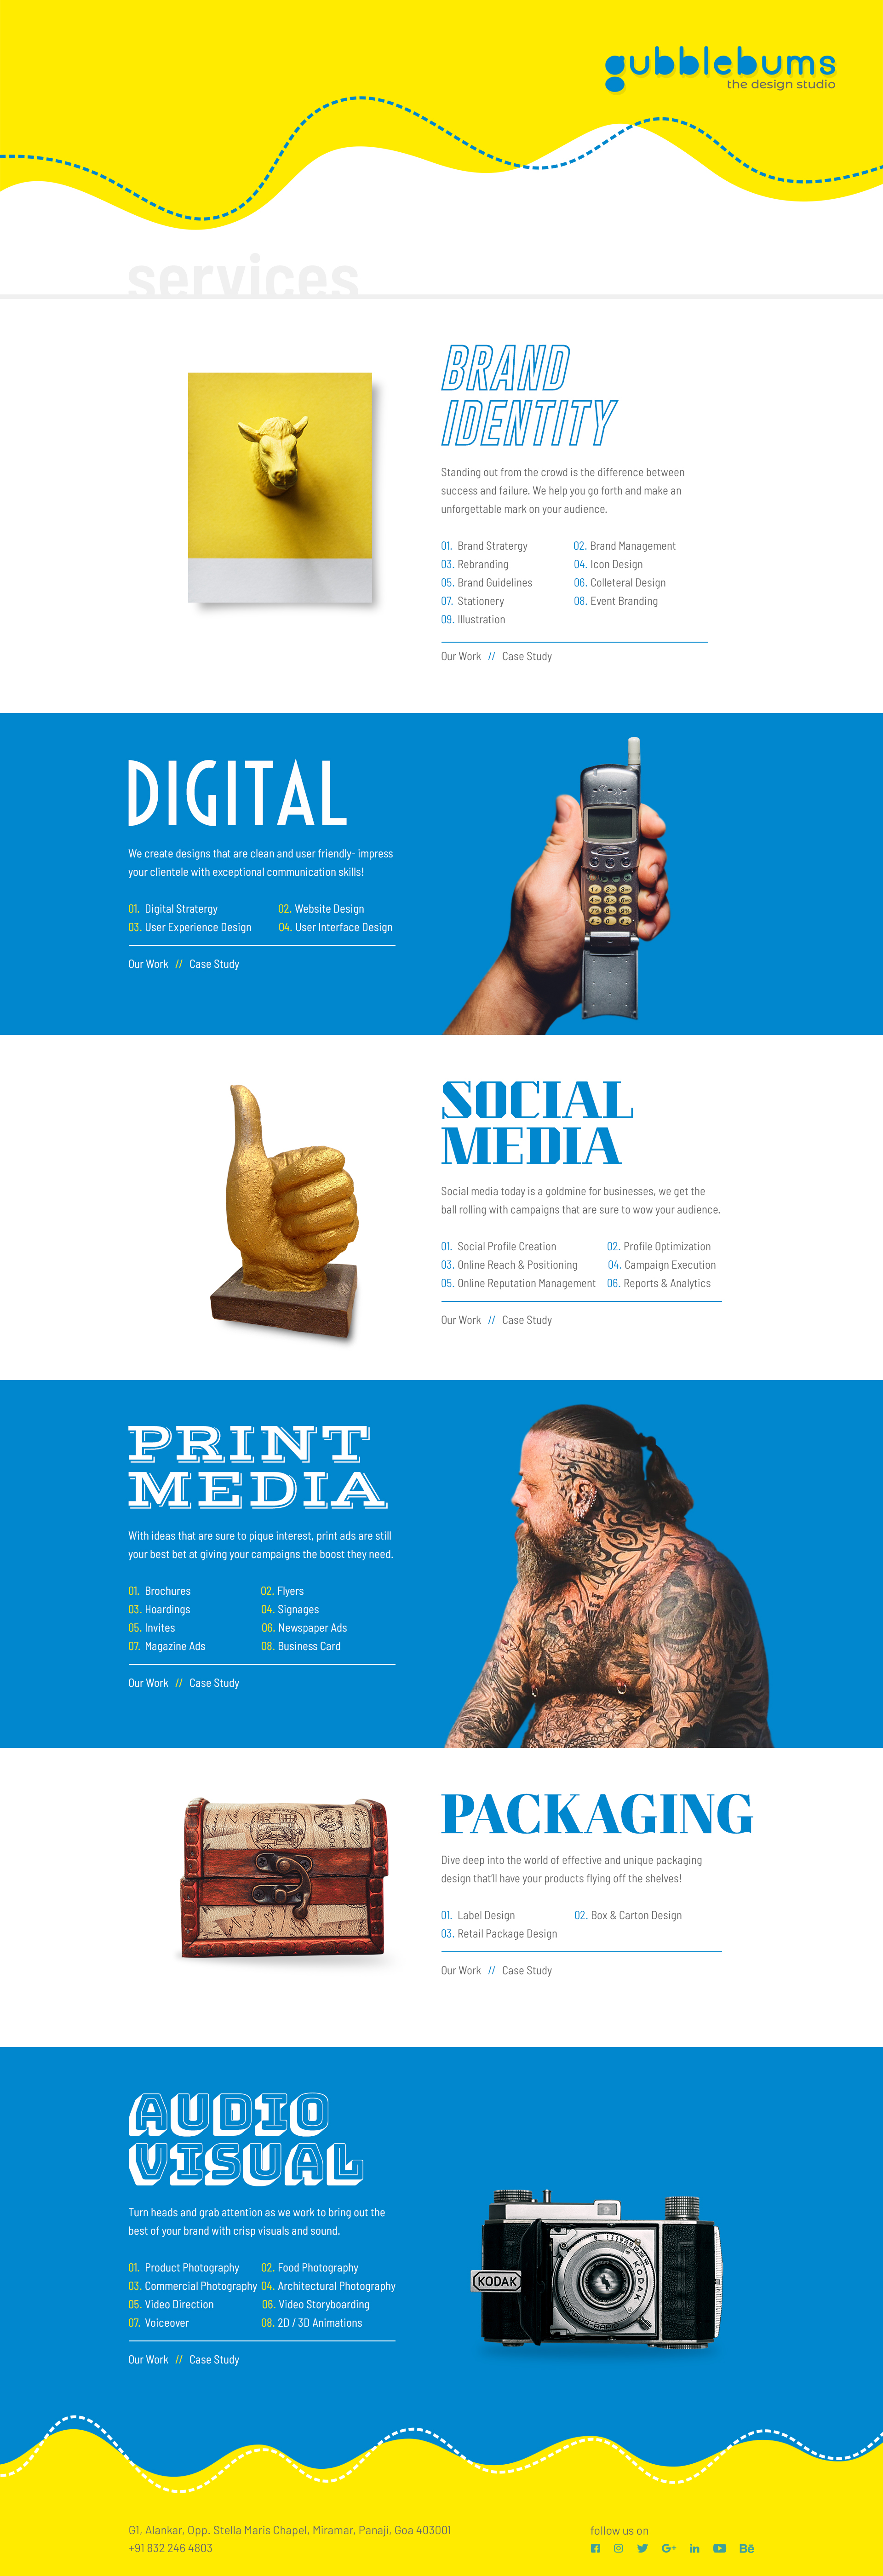 gubblebums
the design studio
services
BRAND
IDENTITY
Standing out from the crowd is the difference between
success and failure. We help you go forth and make an
unforgettable mark on your audience.
01. Brand Stratergy 02. Brand Management
03. Rebranding 04. Icon Design
05. Brand Guidelines 06. Colleteral Design
07. Stationery 08. Event Branding
09. Illustration
Our Work // Case Study
DIGITAL
We create designs that are clean and user friendly- impress
your clientele with exceptional communication skills!
01. Digital Stratergy 02. Website Design
03. User Experience Design 04. User Interface Design
Our Work // Case Study
SOCIAL
MEDIA
Social media today is a goldmine for businesses, we get the
ball rolling with campaigns that are sure to wow your audience.
01. Social Profile Creation 02. Profile Optimization
03. Online Reach & Positioning 04. Campaign Execution
05. Online Reputation Management 06. Reports & Analytics
Our Work // Case Study
PRINT
MEDIA
With ideas that are sure to pique interest, print ads are still
your best bet at giving your campaigns the boost they need.
01. Brochures 02. Flyers
03. Hoardings 04. Signages
05. Invites 06. Newspaper Ads
07. Magazine Ads 08. Business Card
Our Work // Case Study
PACKAGING
Dive deep into the world of effective and unique packaging
design that'll have your products flying off the shelves!
01. Label Design 02. Box & Carton Design
03. Retail Package Design
Our Work // Case Study
AUDIO
VISUAL
Turn heads and grab attention as we work to bring out the
best of your brand with crisp visuals and sound.
01. Product Photography 02. Food Photography
03. Commercial Photography 04. Architectural Photography
05. Video Direction 06. Video Storyboarding
07. Voiceover 08. 2D / 3D Animations
Our Work // Case Study
KODAK
KODAK
COMPUR-RAPID
G1, Alankar, Opp. Stella Maris Chapel, Miramar, Panaji, Goa 403001
+91 832 246 4803
follow us on